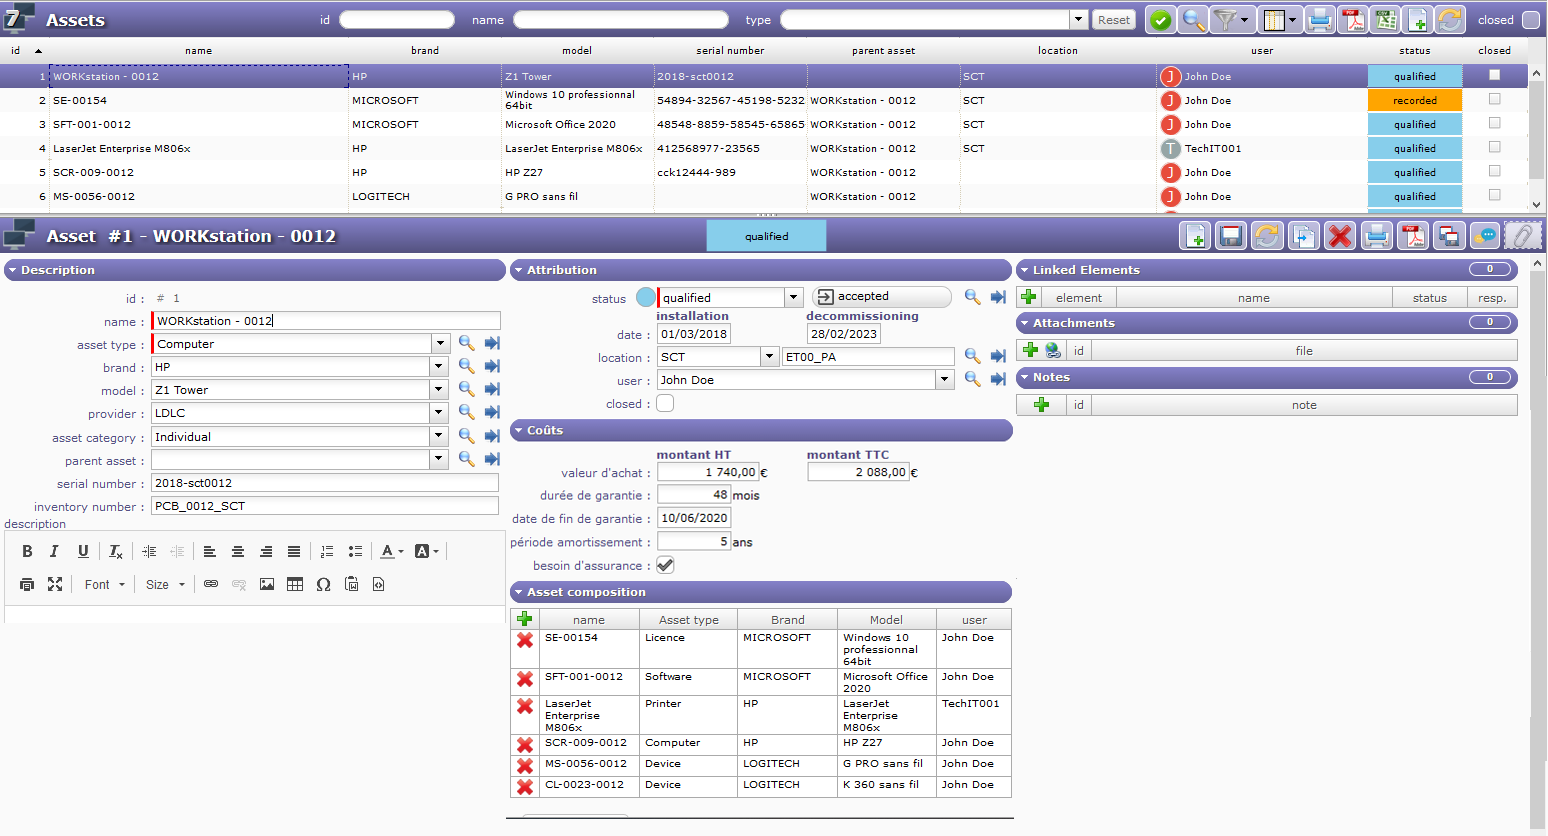 7 Assets id name type Reset closed
id name brand model serial number parent asset location user status closed
1 WORKstation - 0012 HP Z1 Tower 2018-sct0012 SCT J John Doe qualified
2 SE-00154 MICROSOFT Windows 10 professionnal 64bit 54894-32567-45198-5232 WORKstation - 0012 SCT J John Doe recorded
3 SFT-001-0012 MICROSOFT Microsoft Office 2020 48548-8859-58545-65865 WORKstation - 0012 SCT J John Doe qualified
4 LaserJet Enterprise M806x HP LaserJet Enterprise M806x 412568977-23565 WORKstation - 0012 SCT T TechIT001 qualified
5 SCR-009-0012 HP HP Z27 cck12444-989 WORKstation - 0012 J John Doe qualified
6 MS-0056-0012 LOGITECH G PRO sans fil WORKstation - 0012 J John Doe qualified
Asset #1 - WORKstation - 0012 qualified
Description
id : # 1
name : WORKstation - 0012
asset type : Computer
brand : HP
model : Z1 Tower
provider : LDLC
asset category : Individual
parent asset :
serial number : 2018-sct0012
inventory number : PCB_0012_SCT
description
B I U Tx A A
Font Size Ω
Attribution
status qualified accepted
installation decommissioning
date : 01/03/2018 28/02/2023
location : SCT ET00_PA
user : John Doe
closed :
Coûts
montant HT montant TTC
valeur d'achat : 1 740,00 € 2 088,00 €
durée de garantie : 48 mois
date de fin de garantie : 10/06/2020
période amortissement : 5 ans
besoin d'assurance :
Asset composition
name Asset type Brand Model user
SE-00154 Licence MICROSOFT Windows 10 professionnal 64bit John Doe
SFT-001-0012 Software MICROSOFT Microsoft Office 2020 John Doe
LaserJet Enterprise M806x Printer HP LaserJet Enterprise M806x TechIT001
SCR-009-0012 Computer HP HP Z27 John Doe
MS-0056-0012 Device LOGITECH G PRO sans fil John Doe
CL-0023-0012 Device LOGITECH K 360 sans fil John Doe
Linked Elements 0
element name status resp.
Attachments 0
id file
Notes 0
id note